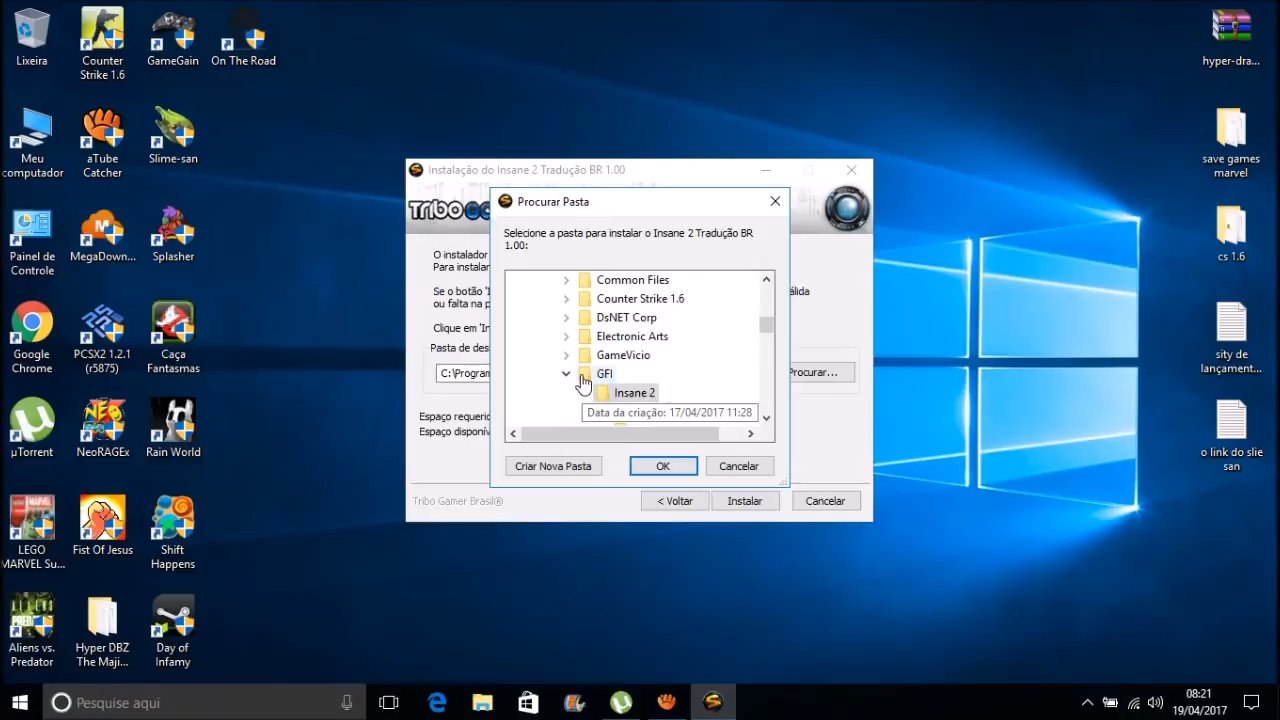 Lixeira
Counter
Strike 1.6
GameGain
On The Road
hyper-dra...
Meu
computador
aTube
Catcher
Slime-san
save games
marvel
Painel de
Controle
MegaDown...
Splasher
cs 1.6
Google
Chrome
PCSX2 1.2.1
(r5875)
Caça
Fantasmas
sity de
lançament...
µTorrent
NeoRAGEx
Rain World
o link do slie
san
LEGO
MARVEL Su...
Fist Of Jesus
Shift
Happens
Aliens vs.
Predator
Hyper DBZ
The Maji...
Day of
Infamy
Instalação do Insane 2 Tradução BR 1.00
O instalador
Para instalar
Se o botão 'I
ou falta na p
álida
Clique em 'In
Pasta de des
C:\Program
Procurar...
Espaço requerid
Espaço disponív
Tribo Gamer Brasil®
< Voltar
Instalar
Cancelar
Procurar Pasta
Selecione a pasta para instalar o Insane 2 Tradução BR
1.00:
Common Files
Counter Strike 1.6
DsNET Corp
Electronic Arts
GameVicio
GFI
Insane 2
Data da criação: 17/04/2017 11:28
Criar Nova Pasta
OK
Cancelar
Pesquise aqui
08:21
19/04/2017